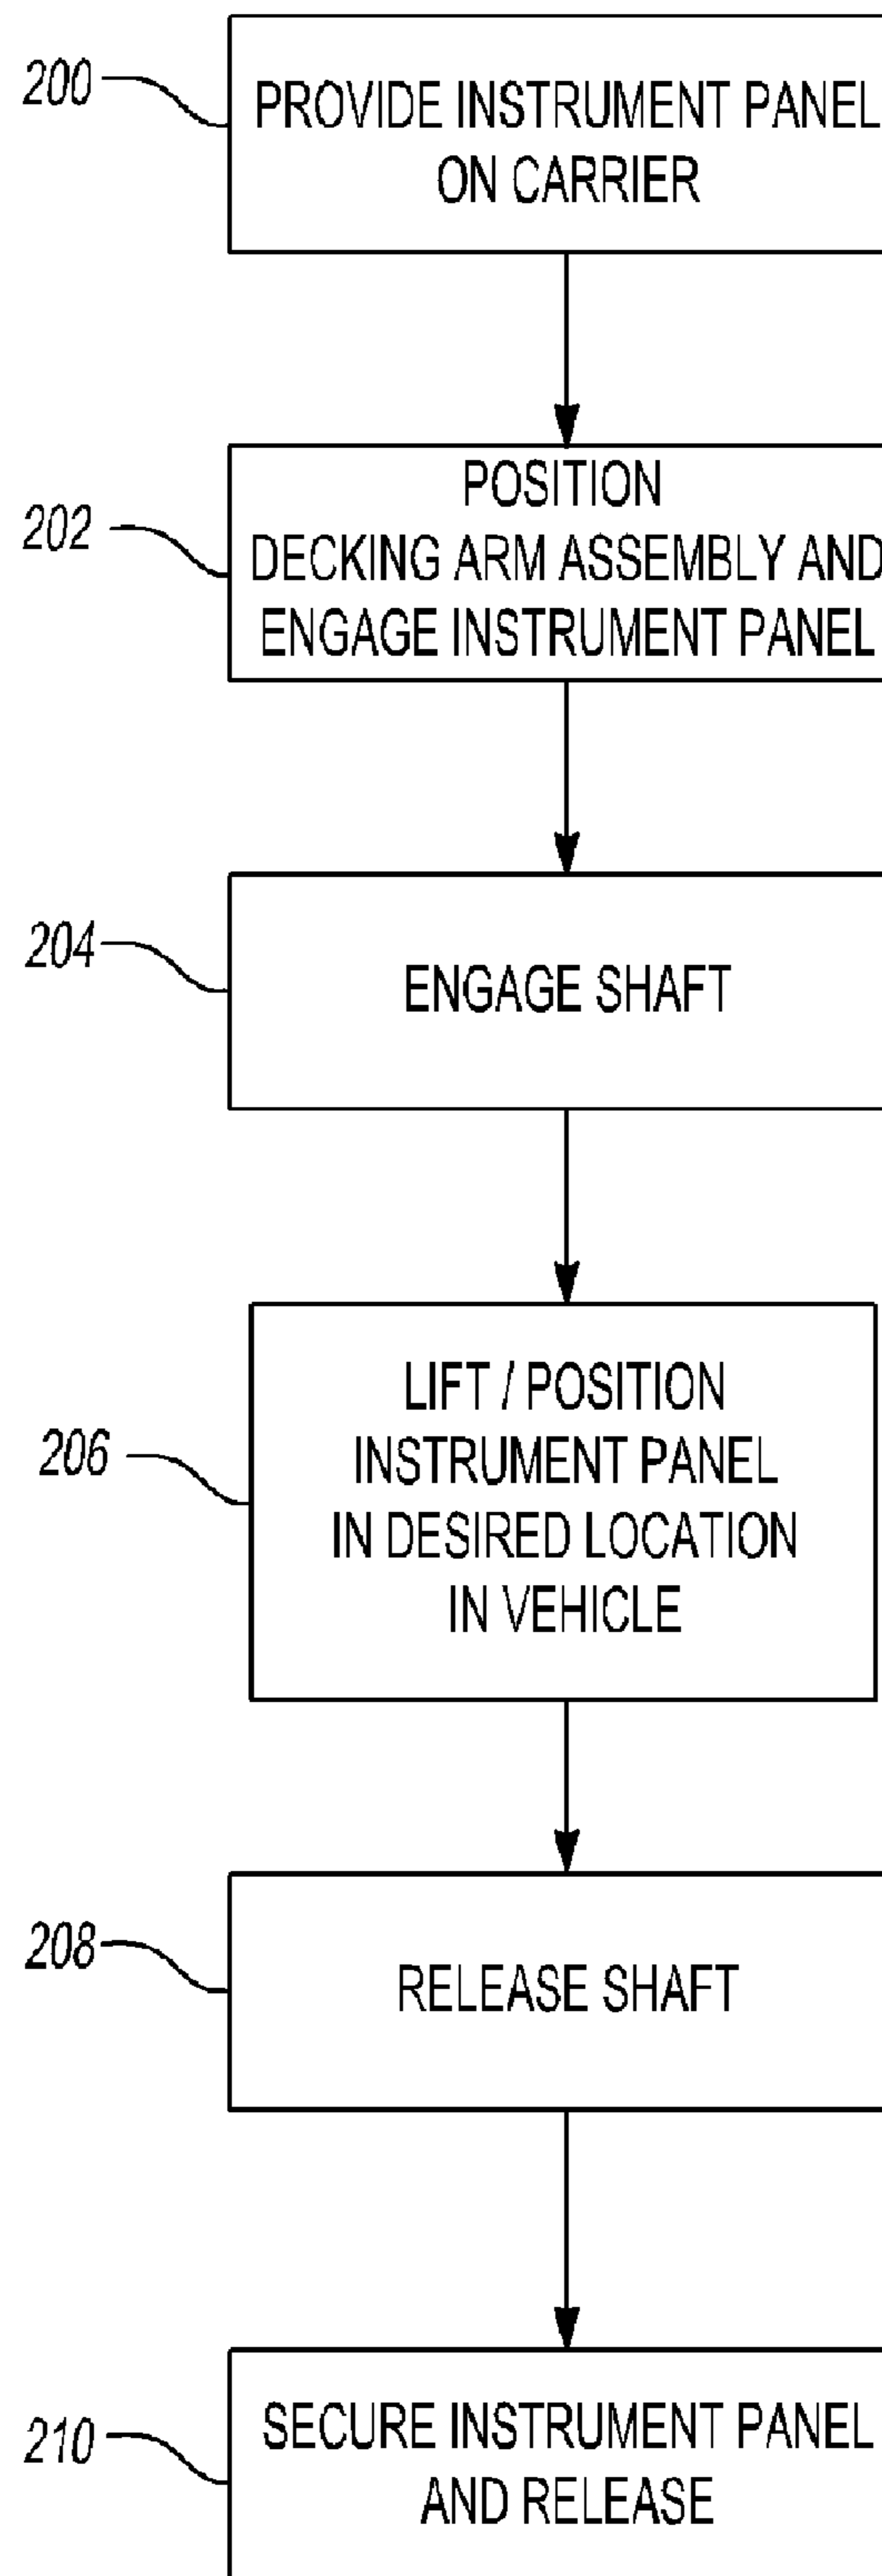 200
PROVIDE INSTRUMENT PANEL
ON CARRIER
202
POSITION
DECKING ARM ASSEMBLY AND
ENGAGE INSTRUMENT PANEL
204
ENGAGE SHAFT
206
LIFT / POSITION
INSTRUMENT PANEL
IN DESIRED LOCATION
IN VEHICLE
208
RELEASE SHAFT
210
SECURE INSTRUMENT PANEL
AND RELEASE